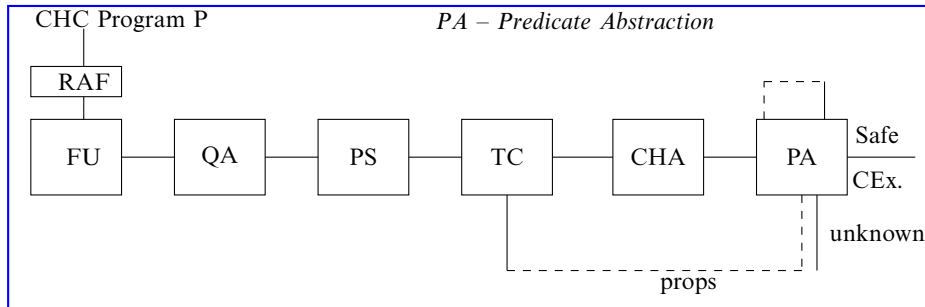 CHC Program P
PA – Predicate Abstraction
RAF
FU
QA
PS
TC
CHA
PA
Safe
CEx.
unknown
props